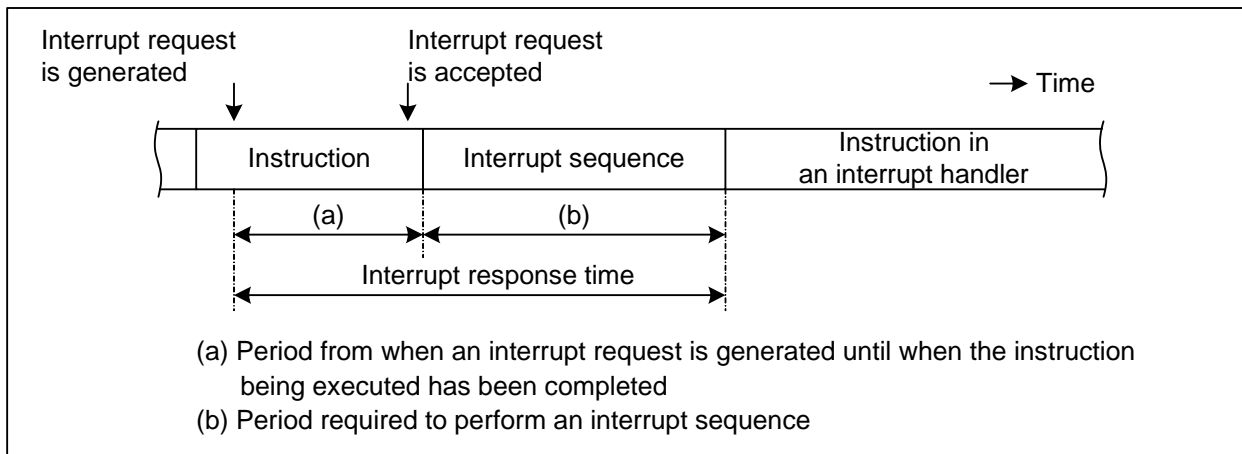 Interrupt request
is generated
Interrupt request
is accepted
Time
Instruction
Interrupt sequence
Instruction in
an interrupt handler
(a)
(b)
Interrupt response time
(a) Period from when an interrupt request is generated until when the instruction
being executed has been completed
(b) Period required to perform an interrupt sequence